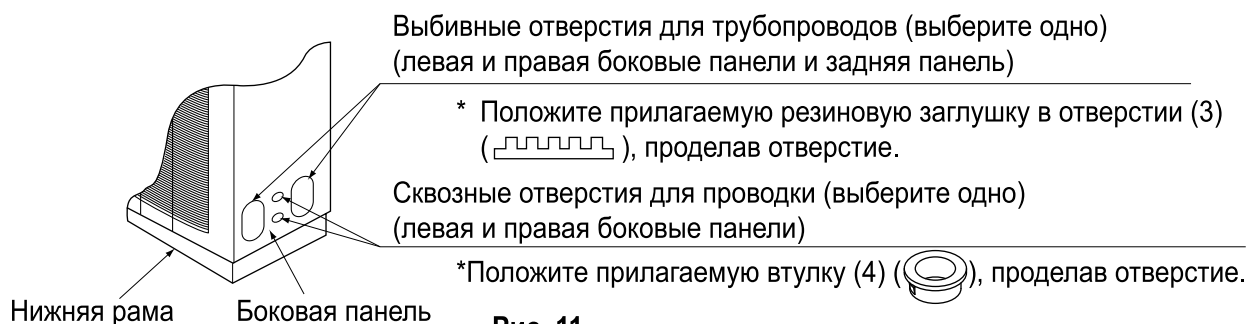 Выбивные отверстия для трубопроводов (выберите одно)
(левая и правая боковые панели и задняя панель)
* Положите прилагаемую резиновую заглушку в отверстии (3)
( ), проделав отверстие.
Сквозные отверстия для проводки (выберите одно)
(левая и правая боковые панели)
*Положите прилагаемую втулку (4) ( ), проделав отверстие.
Нижняя рама
Боковая панель
Рис. 11